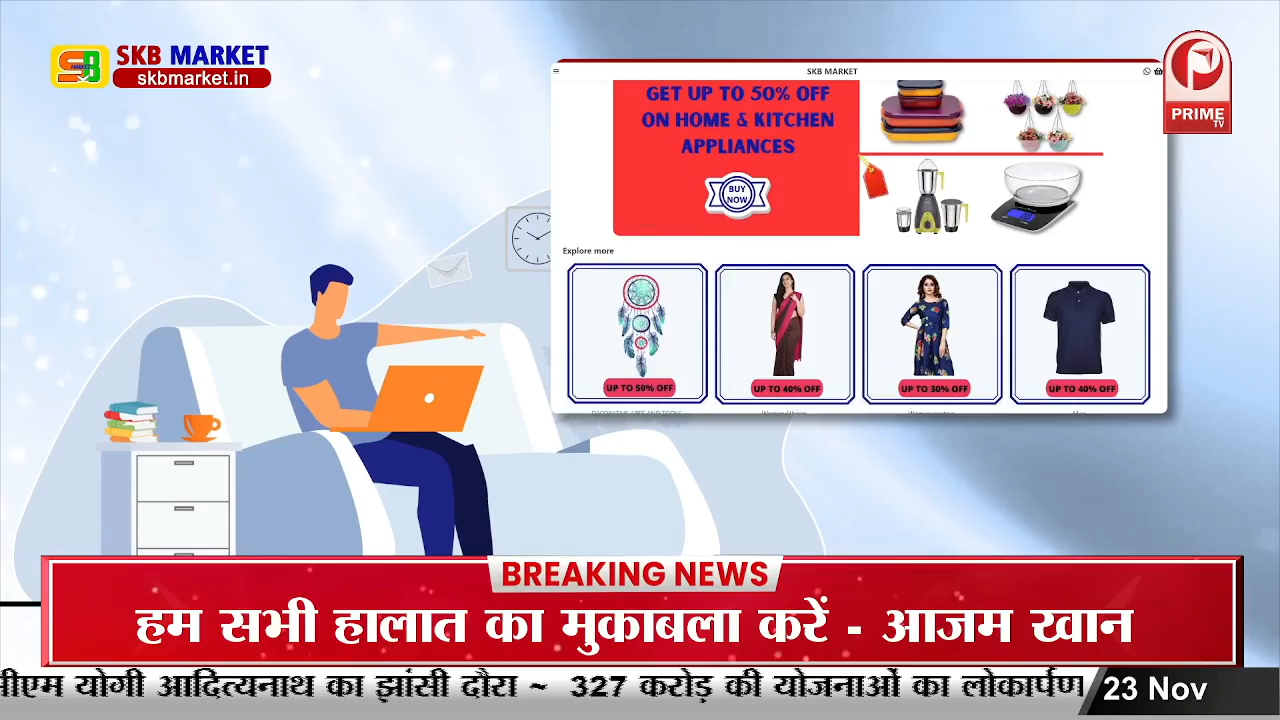 SKB MARKET
skbmarket.in
SKB MARKET
GET UP TO 50% OFF
ON HOME & KITCHEN
APPLIANCES
BUY
NOW
Explore more
UP TO 50% OFF
UP TO 40% OFF
UP TO 30% OFF
UP TO 40% OFF
PRIME
TV
BREAKING NEWS
हम सभी हालात का मुकाबला करें - आजम खान
सीएम योगी आदित्यनाथ का झांसी दौरा ~ 327 करोड़ की योजनाओं का लोकार्पण
23 Nov